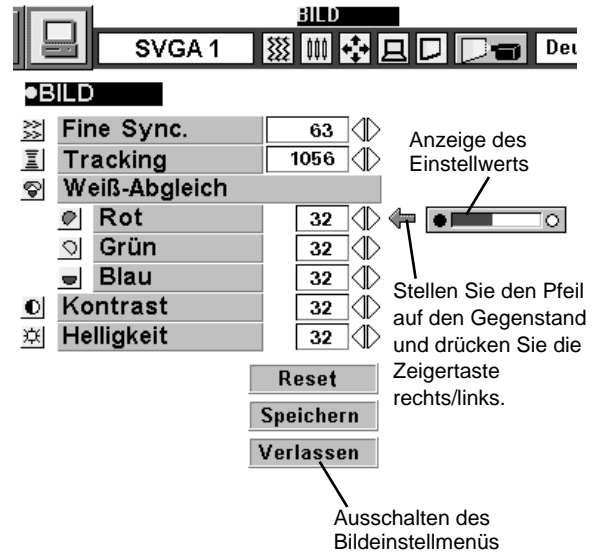 BILD
SVGA 1
●BILD
Fine Sync. 63
Tracking 1056
Weiß-Abgleich
Rot 32
Grün 32
Blau 32
Kontrast 32
Helligkeit 32
Reset
Speichern
Verlassen
Anzeige des
Einstellwerts
Stellen Sie den Pfeil
auf den Gegenstand
und drücken Sie die
Zeigertaste
rechts/links.
Ausschalten des
Bildeinstellmenüs